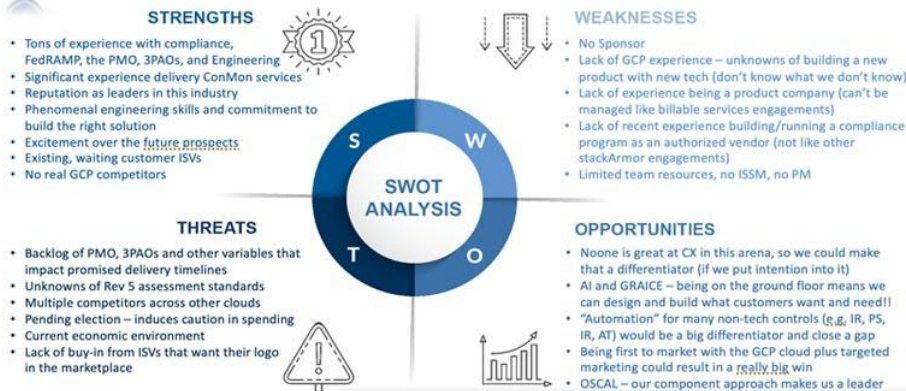 STRENGTHS
• Tons of experience with compliance,
FedRAMP, the PMO, 3PAOs, and Engineering
• Significant experience delivery ConMon services
• Reputation as leaders in this industry
• Phenomenal engineering skills and commitment to
build the right solution
• Excitement over the future prospects
• Existing, waiting customer ISVs
• No real GCP competitors
1
WEAKNESSES
• No Sponsor
• Lack of GCP experience – unknowns of building a new
product with new tech (don't know what we don't know)
• Lack of experience being a product company (can't be
managed like billable services engagements)
• Lack of recent experience building/running a compliance
program as an authorized vendor (not like other
stackArmor engagements)
• Limited team resources, no ISSM, no PM
S
W
SWOT
ANALYSIS
T
O
THREATS
• Backlog of PMO, 3PAOs and other variables that
impact promised delivery timelines
• Unknowns of Rev 5 assessment standards
• Multiple competitors across other clouds
• Pending election – induces caution in spending
• Current economic environment
• Lack of buy-in from ISVs that want their logo
in the marketplace
OPPORTUNITIES
• Noone is great at CX in this arena, so we could make
that a differentiator (if we put intention into it)
• AI and GRAICE – being on the ground floor means we
can design and build what customers want and need!!
• "Automation" for many non-tech controls (e.g. IR, PS,
IR, AT) would be a big differentiator and close a gap
• Being first to market with the GCP cloud plus targeted
marketing could result in a really big win
• OSCAL – our component approach makes us a leader